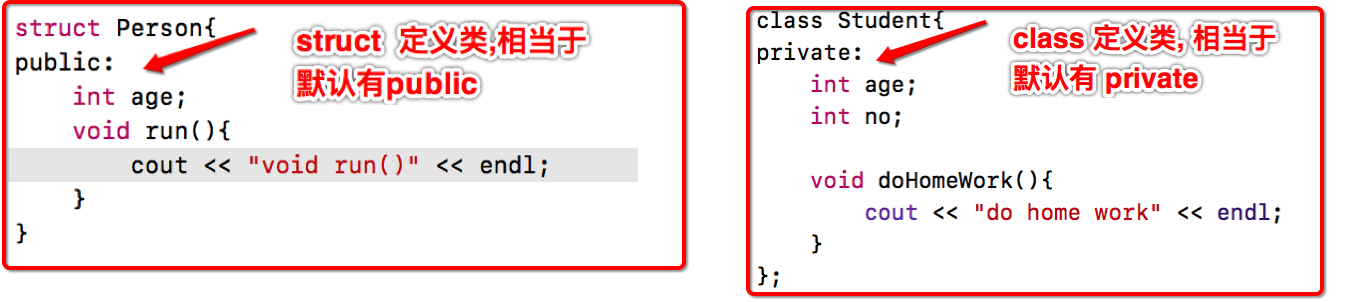 struct Person{
public:
    int age;
    void run(){
        cout << "void run()" << endl;
    }
}
struct 定义类,相当于
默认有public
class Student{
private:
    int age;
    int no;
    void doHomeWork(){
        cout << "do home work" << endl;
    }
};
class 定义类, 相当于
默认有 private